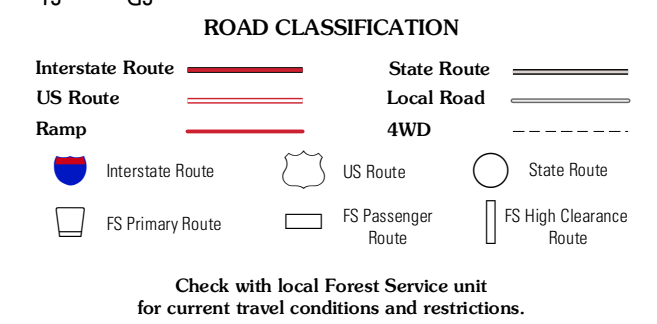 ROAD CLASSIFICATION
Interstate Route
State Route
US Route
Local Road
Ramp
4WD
Interstate Route
US Route
State Route
FS Primary Route
FS Passenger
Route
FS High Clearance
Route
Check with local Forest Service unit
for current travel conditions and restrictions.